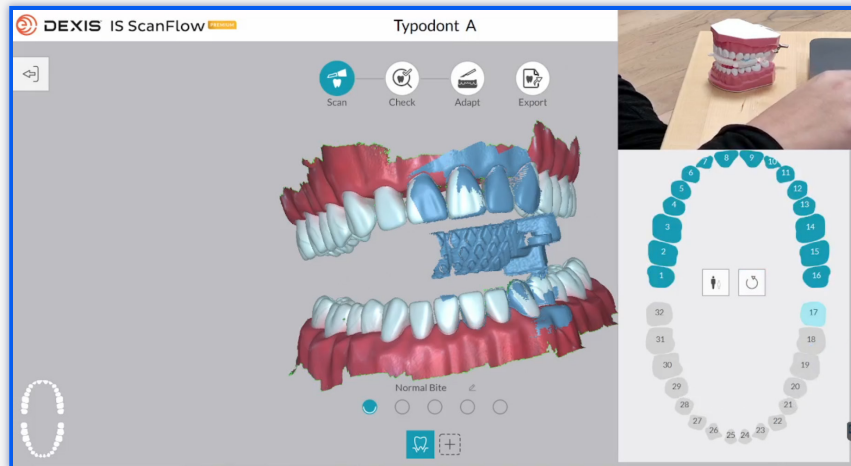 DEXIS IS ScanFlow PREMIUM
Typodont A
Scan Check Adapt Export
Normal Bite
7 8 9 10
6 11
5 12
4 13
3 14
2 15
1 16
32 17
31 18
30 19
29 20
28 21
27 22
26 25 24 23